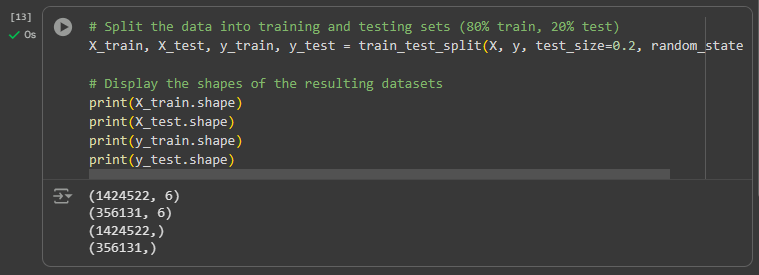 [13]
0s
# Split the data into training and testing sets (80% train, 20% test)
X_train, X_test, y_train, y_test = train_test_split(X, y, test_size=0.2, random_state
# Display the shapes of the resulting datasets
print(X_train.shape)
print(X_test.shape)
print(y_train.shape)
print(y_test.shape)
(1424522, 6)
(356131, 6)
(1424522,)
(356131,)